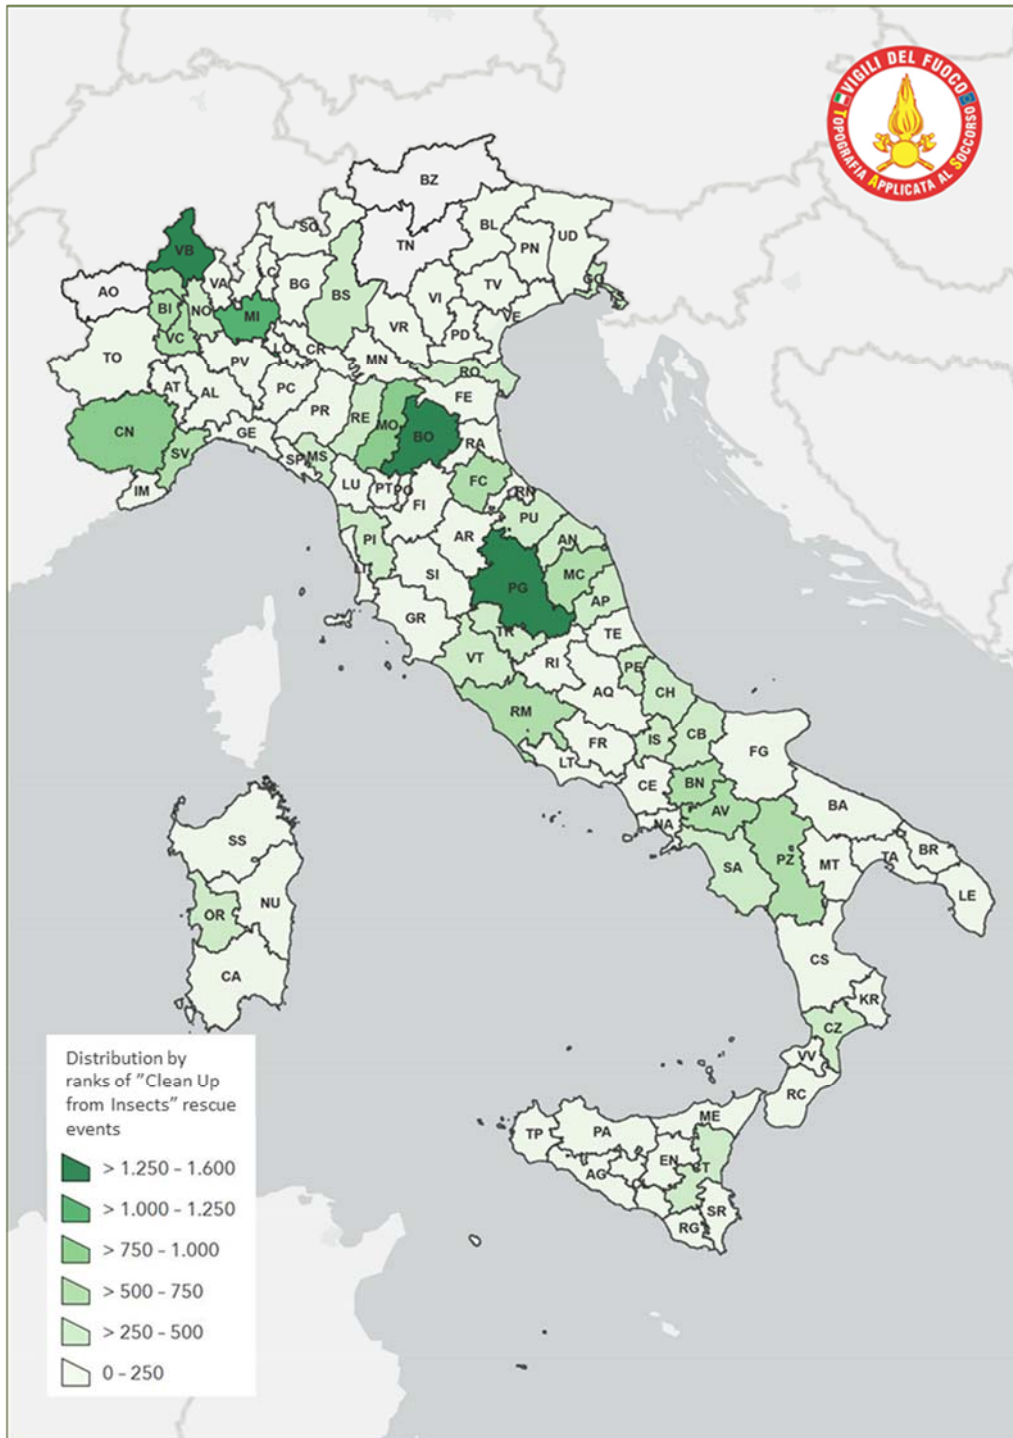 VIGILI DEL FUOCO
TOPOGRAFIA APPLICATA AL SOCCORSO
BZ
SO
BL
TN
PN
UD
VB
VA
LC
BG
BS
TV
GO
AO
BI
NO
MI
VI
VR
PD
VE
VC
LO
CR
MN
TO
PV
RO
AT
AL
PC
PR
FE
CN
GE
RE
MO
BO
RA
SV
SP
MS
IM
LU
PT
PO
FI
FC
RN
PU
PI
AR
AN
LI
SI
PG
MC
AP
GR
TR
TE
VT
RI
PE
AQ
CH
RM
FR
IS
CB
FG
LT
CE
BN
NA
AV
BA
SS
SA
PZ
MT
TA
BR
LE
OR
NU
CA
CS
KR
CZ
VV
RC
ME
TP
PA
EN
CT
AG
SR
RG
Distribution by
ranks of "Clean Up
from Insects" rescue
events
> 1.250 - 1.600
> 1.000 - 1.250
> 750 - 1.000
> 500 - 750
> 250 - 500
0 - 250